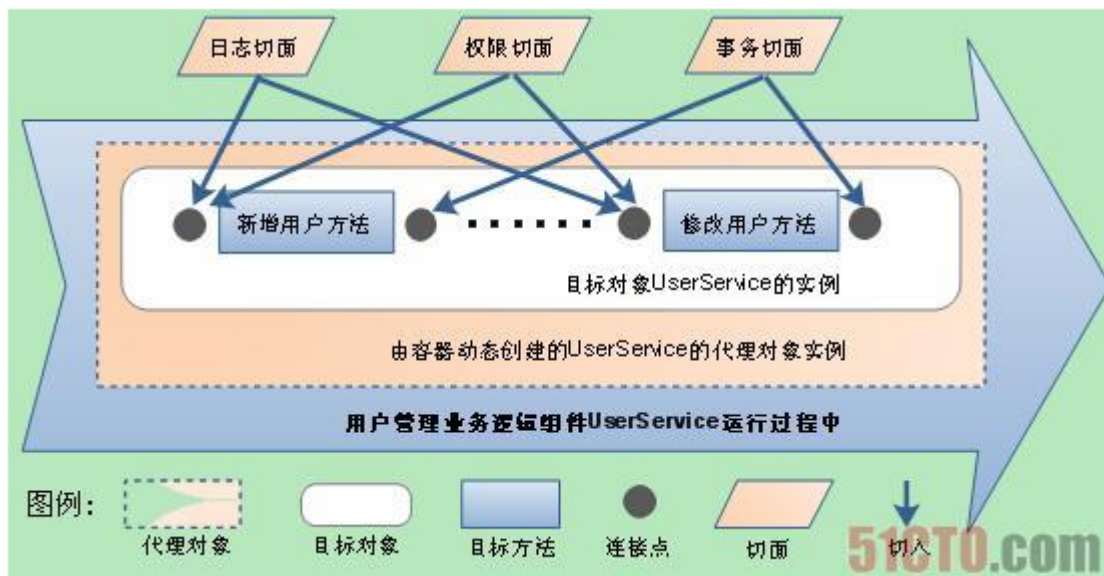 日志切面
权限切面
事务切面
新增用户方法
······
修改用户方法
目标对象UserService的实例
由容器动态创建的UserService的代理对象实例
用户管理业务逻辑组件UserService运行过程中
图例：
代理对象
目标对象
目标方法
连接点
切面
切入
51CTO.com